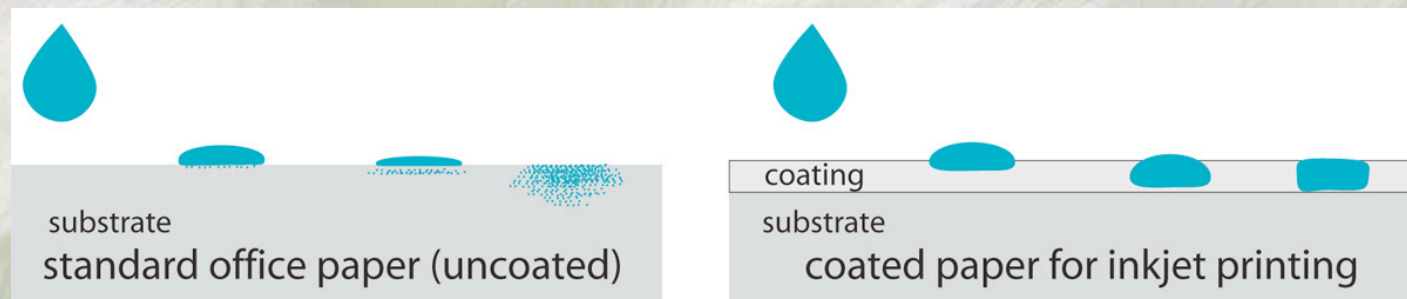 substrate
standard office paper (uncoated)
coating
substrate
coated paper for inkjet printing